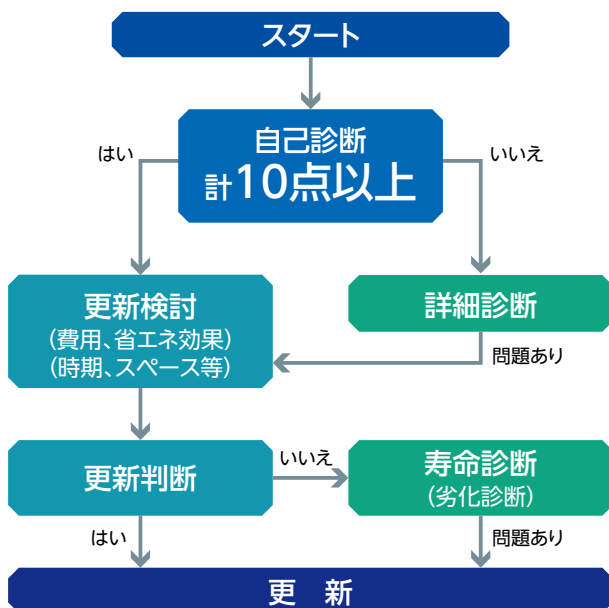 スタート
自己診断
計10点以上
はい
いいえ
更新検討
(費用、省エネ効果)
(時期、スペース等)
詳細診断
問題あり
更新判断
いいえ
寿命診断
(劣化診断)
はい
問題あり
更　新